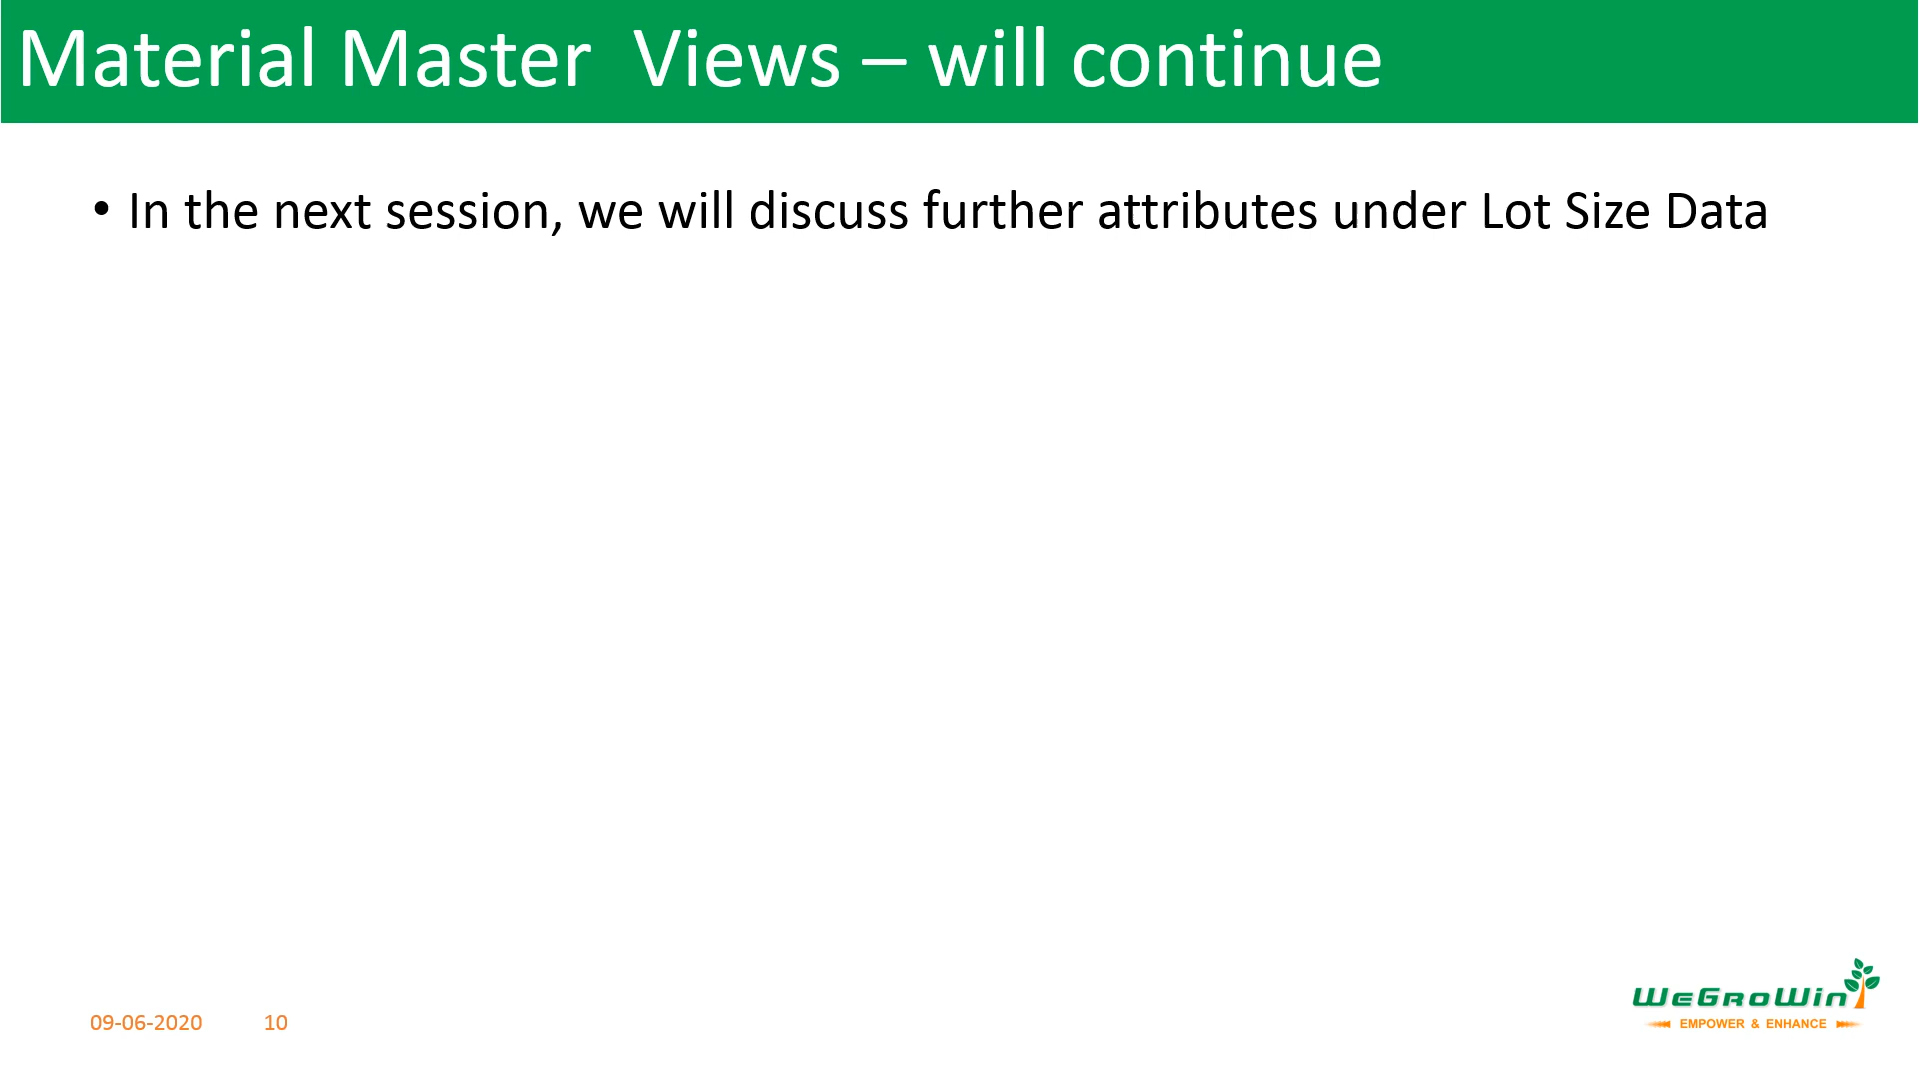 Material Master  Views – will continue
• In the next session, we will discuss further attributes under Lot Size Data
09-06-2020 10
WeGroWin
EMPOWER & ENHANCE